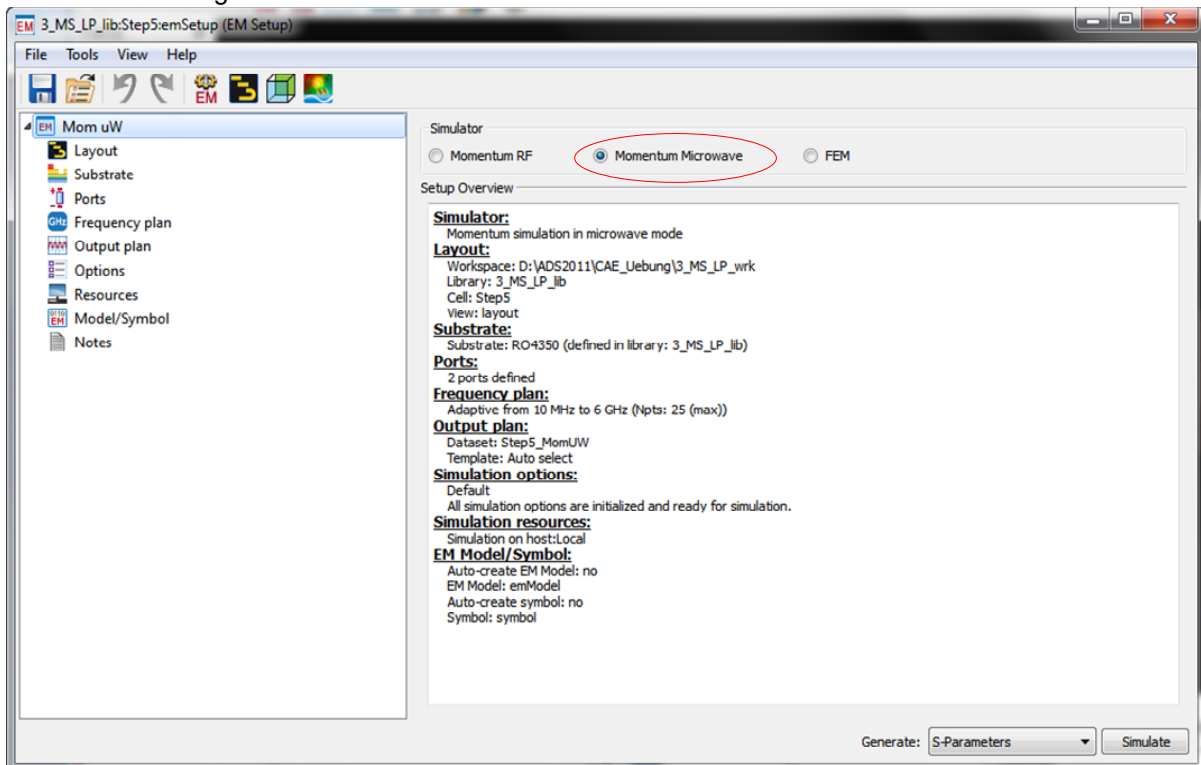 3_MS_LP_lib:Step5:emSetup (EM Setup)
File Tools View Help
EM
EM Mom uW
Layout
Substrate
Ports
GHz Frequency plan
Output plan
Options
Resources
EM Model/Symbol
Notes
Simulator
Momentum RF Momentum Microwave FEM
Setup Overview
Simulator:
Momentum simulation in microwave mode
Layout:
Workspace: D:\ADS2011\CAE_Uebung\3_MS_LP_wrk
Library: 3_MS_LP_lib
Cell: Step5
View: layout
Substrate:
Substrate: RO4350 (defined in library: 3_MS_LP_lib)
Ports:
2 ports defined
Frequency plan:
Adaptive from 10 MHz to 6 GHz (Npts: 25 (max))
Output plan:
Dataset: Step5_MomUW
Template: Auto select
Simulation options:
Default
All simulation options are initialized and ready for simulation.
Simulation resources:
Simulation on host:Local
EM Model/Symbol:
Auto-create EM Model: no
EM Model: emModel
Auto-create symbol: no
Symbol: symbol
Generate: S-Parameters Simulate